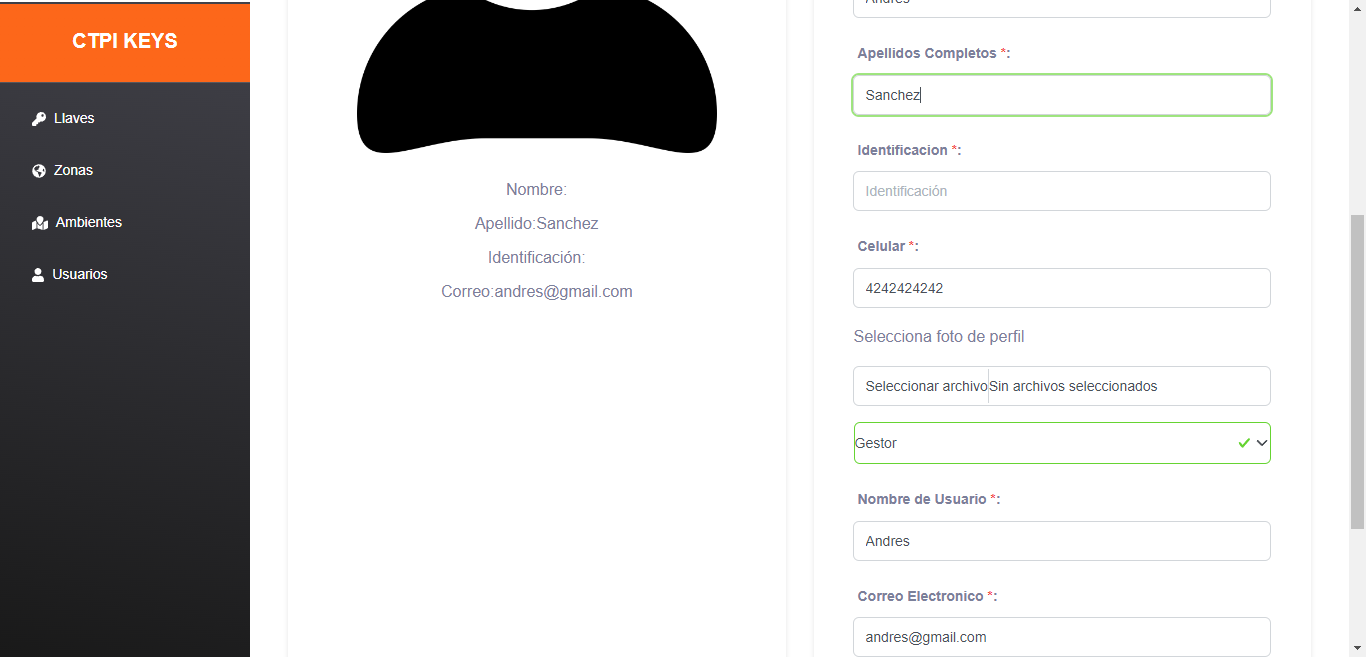 CTPI KEYS
Llaves
Zonas
Ambientes
Usuarios
Nombre:
Apellido:Sanchez
Identificación:
Correo:andres@gmail.com
Andres
Apellidos Completos *:
Sanchez
Identificacion *:
Identificación
Celular *:
4242424242
Selecciona foto de perfil
Seleccionar archivo Sin archivos seleccionados
Gestor
Nombre de Usuario *:
Andres
Correo Electronico *:
andres@gmail.com